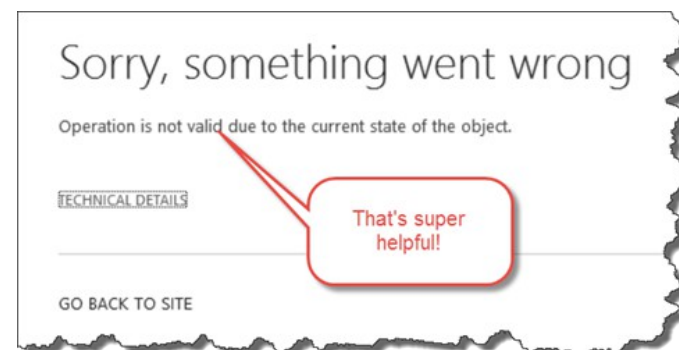 Sorry, something went wrong
Operation is not valid due to the current state of the object.
TECHNICAL DETAILS
That's super
helpful!
GO BACK TO SITE